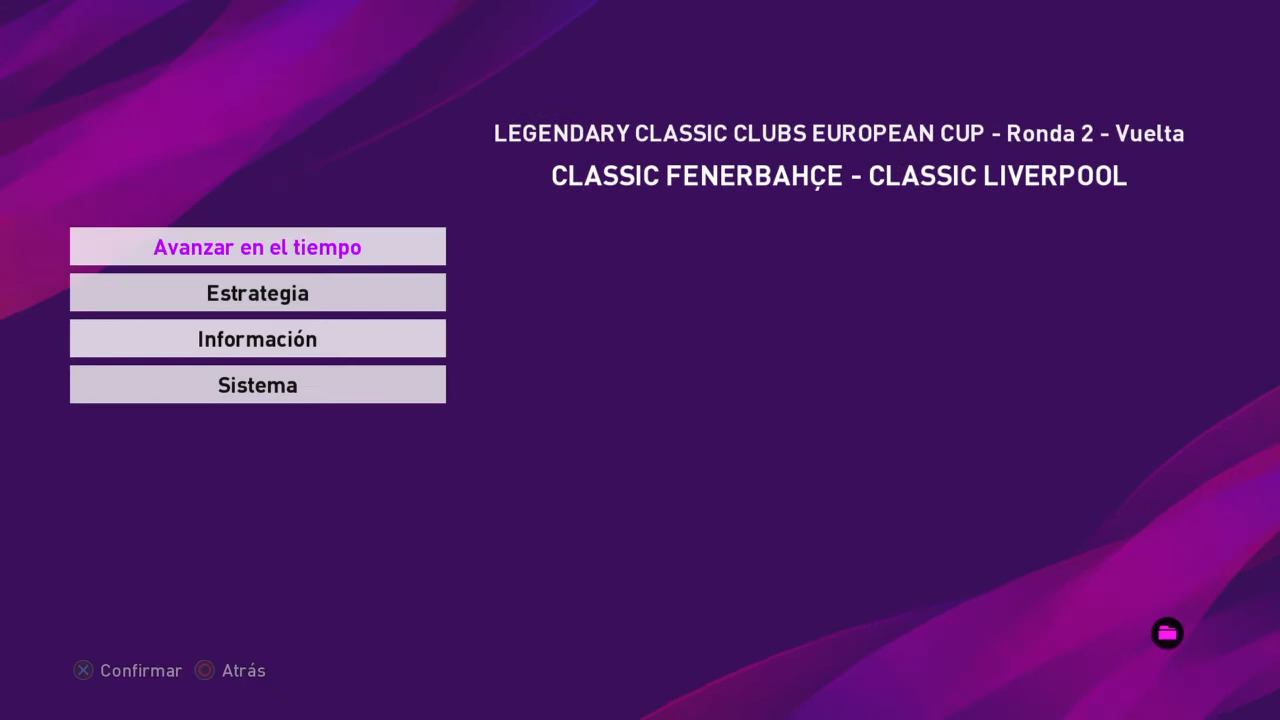 LEGENDARY CLASSIC CLUBS EUROPEAN CUP - Ronda 2 - Vuelta
CLASSIC FENERBAHÇE - CLASSIC LIVERPOOL
Avanzar en el tiempo
Estrategia
Información
Sistema
Confirmar Atrás